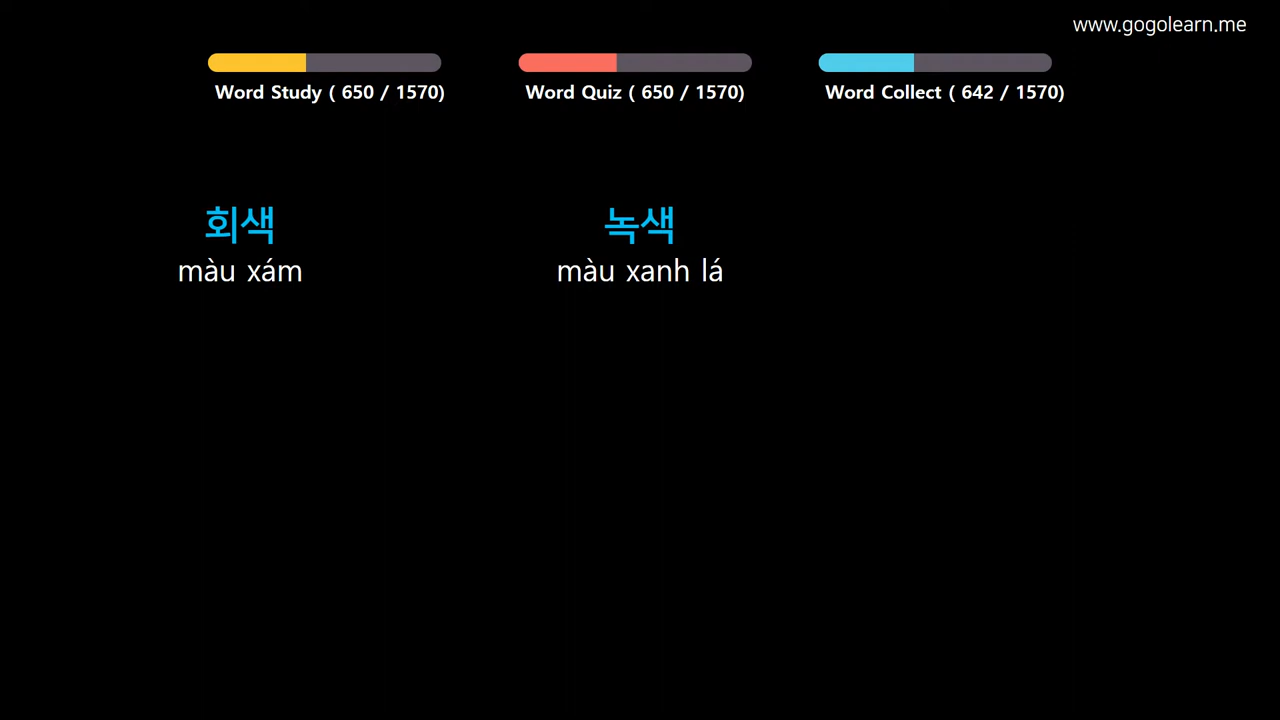 www.gogolearn.me
Word Study ( 650 / 1570)
Word Quiz ( 650 / 1570)
Word Collect ( 642 / 1570)
회색
màu xám
녹색
màu xanh lá